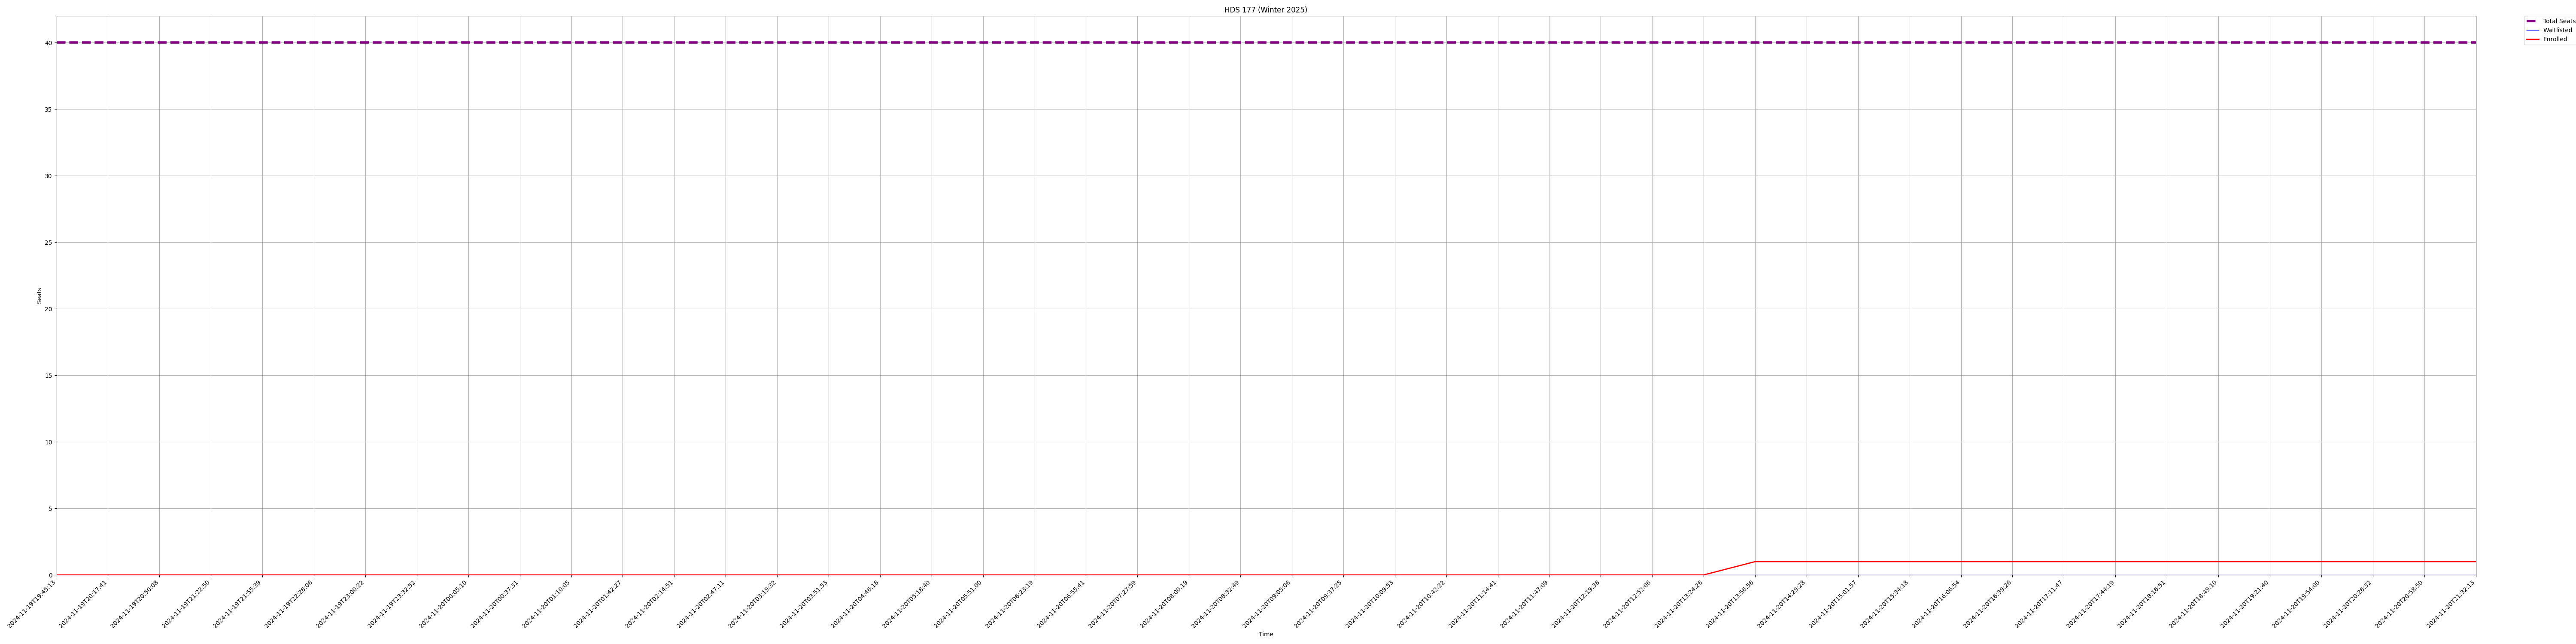 HDS 177 (Winter 2025)
Total Seats
Waitlisted
Enrolled
40
35
30
25
20
15
10
5
0
Seats
2024-11-19T19:45:13
2024-11-19T20:17:41
2024-11-19T20:50:08
2024-11-19T21:22:50
2024-11-19T21:55:39
2024-11-19T22:28:06
2024-11-19T23:00:22
2024-11-19T23:32:52
2024-11-20T00:05:10
2024-11-20T00:37:31
2024-11-20T01:10:05
2024-11-20T01:42:27
2024-11-20T02:14:51
2024-11-20T02:47:11
2024-11-20T03:19:32
2024-11-20T03:51:53
2024-11-20T04:46:18
2024-11-20T05:18:40
2024-11-20T05:51:00
2024-11-20T06:23:19
2024-11-20T06:55:41
2024-11-20T07:27:59
2024-11-20T08:00:19
2024-11-20T08:32:49
2024-11-20T09:05:06
2024-11-20T09:37:25
2024-11-20T10:09:53
2024-11-20T10:42:22
2024-11-20T11:14:41
2024-11-20T11:47:09
2024-11-20T12:19:38
2024-11-20T12:52:06
2024-11-20T13:24:26
2024-11-20T13:56:56
2024-11-20T14:29:28
2024-11-20T15:01:57
2024-11-20T15:34:18
2024-11-20T16:06:54
2024-11-20T16:39:26
2024-11-20T17:11:47
2024-11-20T17:44:19
2024-11-20T18:16:51
2024-11-20T18:49:10
2024-11-20T19:21:40
2024-11-20T19:54:00
2024-11-20T20:26:32
2024-11-20T20:58:50
2024-11-20T21:32:13
Time